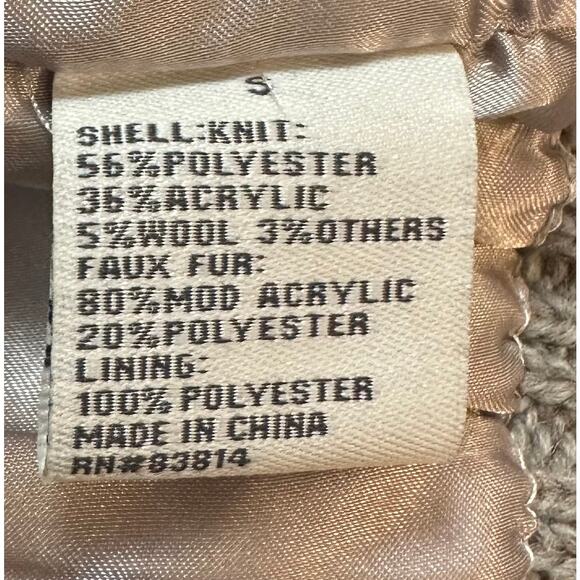 S
SHELL:KNIT:
56%POLYESTER
36%ACRYLIC
5%WOOL 3%OTHERS
FAUX FUR:
80%MOD ACRYLIC
20%POLYESTER
LINING:
100% POLYESTER
MADE IN CHINA
RN#83814